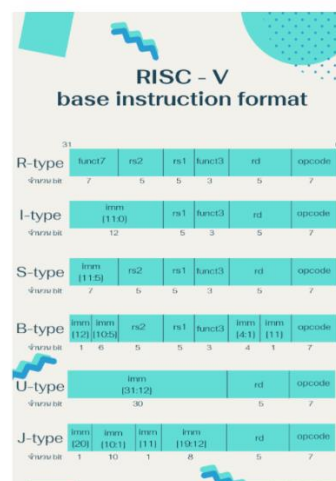 RISC - V
base instruction format
31
R-type funct7 rs2 rs1 funct3 rd opcode
จำนวน bit 7 5 5 3 5 7
I-type imm [11:0] rs1 funct3 rd opcode
จำนวน bit 12 5 3 5 7
S-type imm [11:5] rs2 rs1 funct3 rd opcode
จำนวน bit 7 5 5 3 5 7
B-type imm [12] imm [10:5] rs2 rs1 funct3 imm [4:1] imm [11] opcode
จำนวน bit 1 6 5 5 3 4 1 7
U-type imm [31:12] rd opcode
จำนวน bit 30 5 7
J-type imm [20] imm [10:1] imm [11] imm [19:12] rd opcode
จำนวน bit 1 10 1 8 5 7